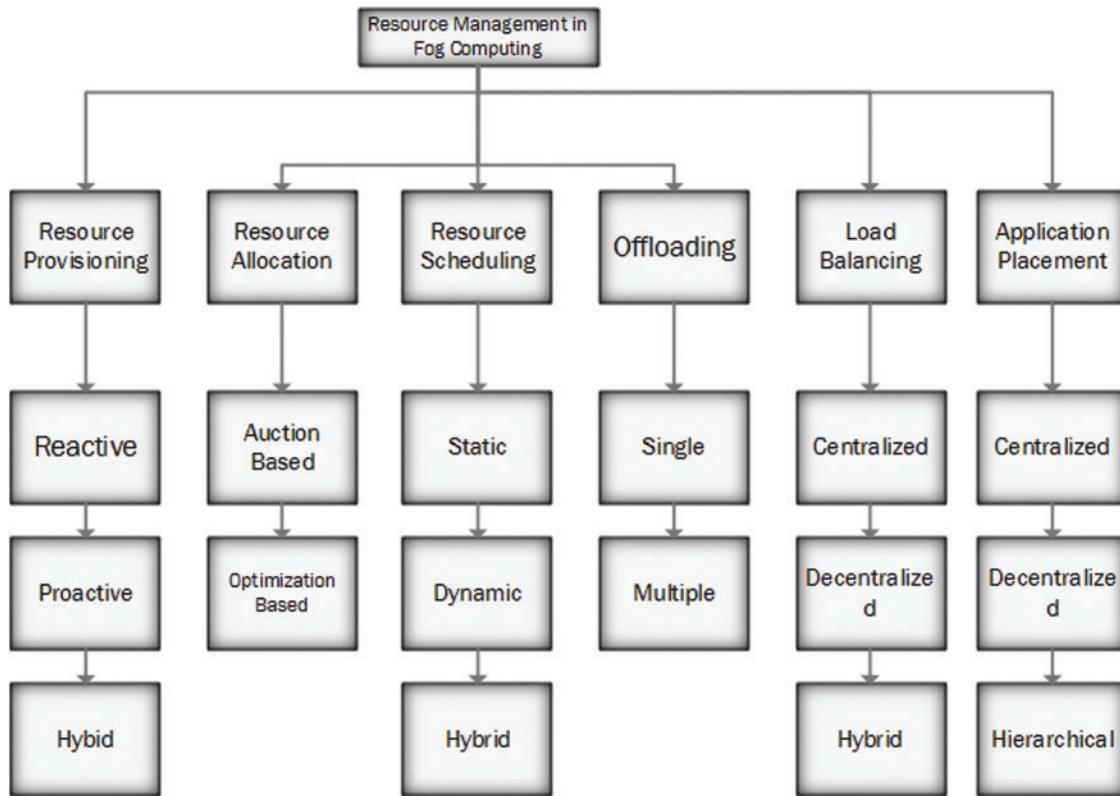 Resource Management in
Fog Computing
Resource
Provisioning
Resource
Allocation
Resource
Scheduling
Offloading
Load
Balancing
Application
Placement
Reactive
Auction
Based
Static
Single
Centralized
Centralized
Proactive
Optimization
Based
Dynamic
Multiple
Decentralize
d
Decentralize
d
Hybid
Hybrid
Hybrid
Hierarchical